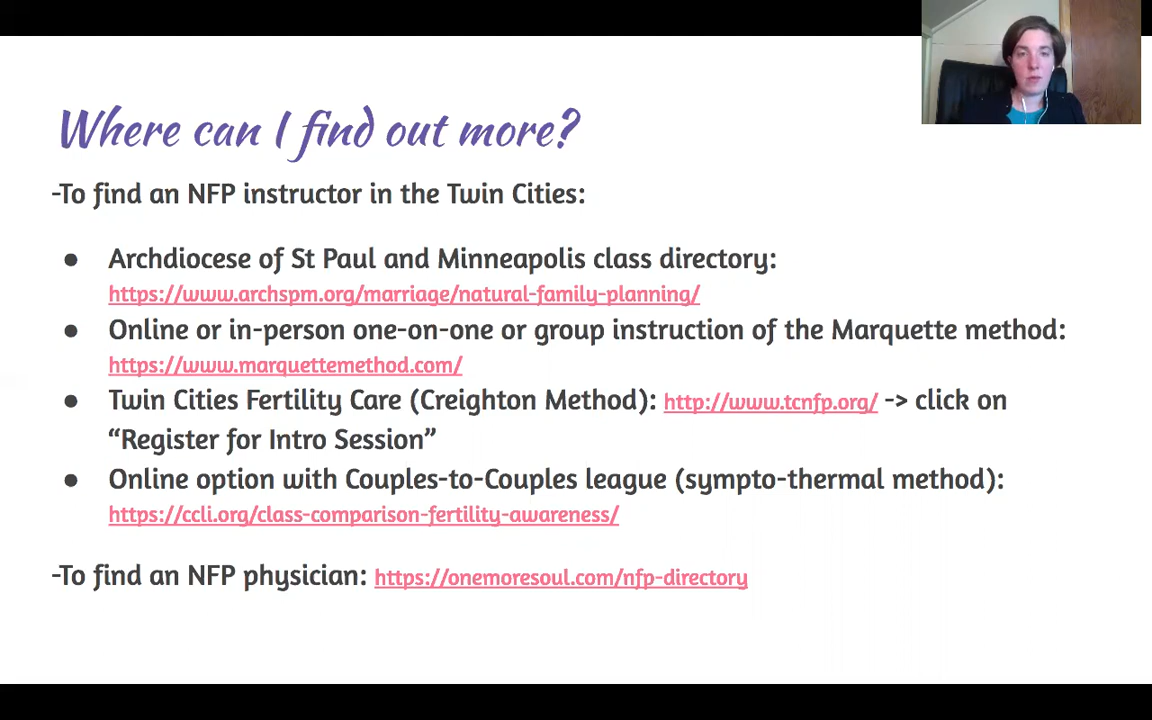 Where can I find out more?
-To find an NFP instructor in the Twin Cities:
● Archdiocese of St Paul and Minneapolis class directory:
https://www.archspm.org/marriage/natural-family-planning/
● Online or in-person one-on-one or group instruction of the Marquette method:
https://www.marquettemethod.com/
● Twin Cities Fertility Care (Creighton Method): http://www.tcnfp.org/ -> click on
“Register for Intro Session”
● Online option with Couples-to-Couples league (sympto-thermal method):
https://ccli.org/class-comparison-fertility-awareness/
-To find an NFP physician: https://onemoresoul.com/nfp-directory